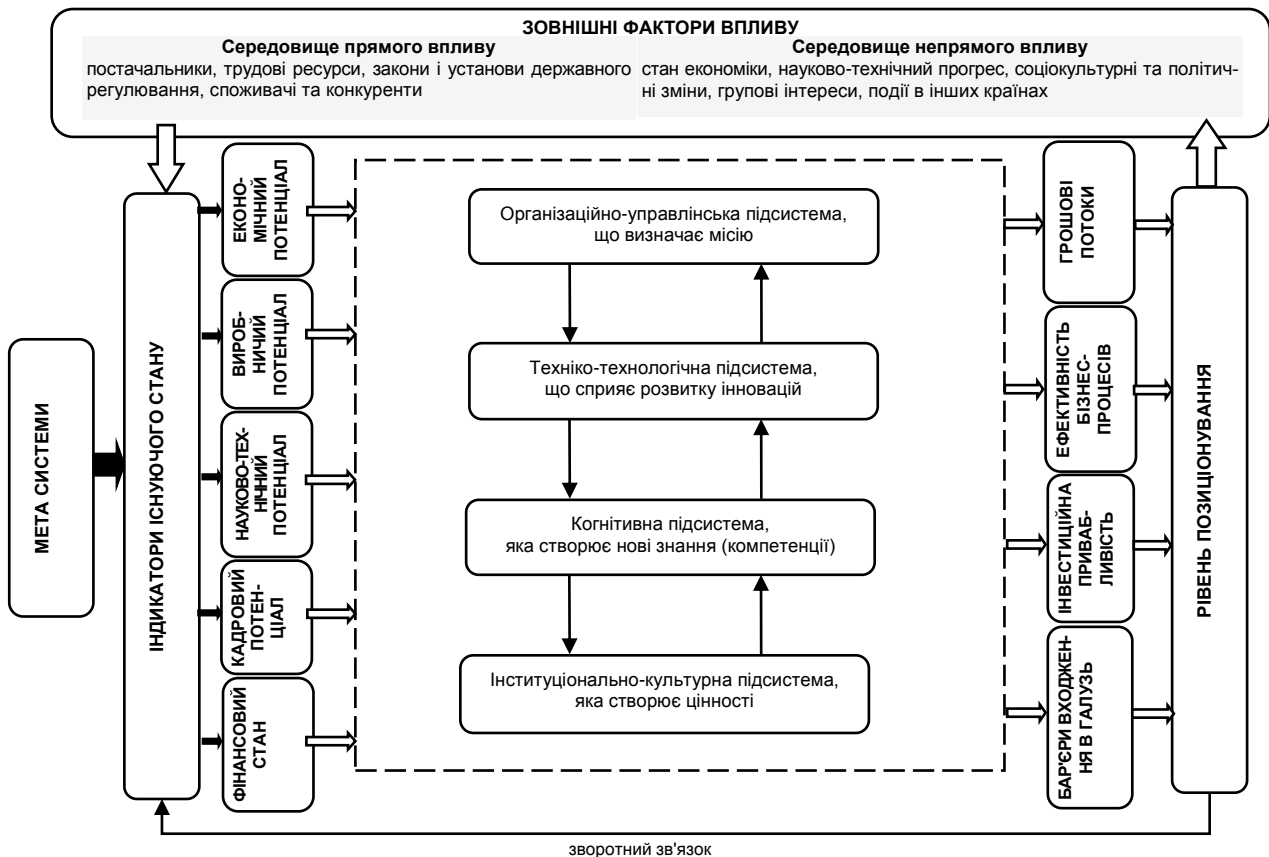 ЗОВНІШНІ ФАКТОРИ ВПЛИВУ
Середовище прямого впливу
постачальники, трудові ресурси, закони і установи державного
регулювання, споживачі та конкуренти
Середовище непрямого впливу
стан економіки, науково-технічний прогрес, соціокультурні та політич-
ні зміни, групові інтереси, події в інших країнах
МЕТА СИСТЕМИ
ІНДИКАТОРИ ІСНУЮЧОГО СТАНУ
ЕКОНО-
МІЧНИЙ
ПОТЕНЦІАЛ
ВИРОБ-
НИЧИЙ
ПОТЕНЦІАЛ
НАУКОВО-ТЕХ-
НІЧНИЙ
ПОТЕНЦІАЛ
КАДРОВИЙ
ПОТЕН-
ЦІАЛ
ФІНАНСОВИЙ
СТАН
Організаційно-управлінська підсистема,
що визначає місію
Техніко-технологічна підсистема,
що сприяє розвитку інновацій
Когнітивна підсистема,
яка створює нові знання (компетенції)
Інституціонально-культурна підсистема,
яка створює цінності
ГРОШОВІ
ПОТОКИ
ЕФЕКТИВНІСТЬ
БІЗНЕС-
ПРОЦЕСІВ
ІНВЕСТИЦІЙНА
ПРИВАБ-
ЛИВІСТЬ
БАР'ЄРИ ВХОДЖЕН-
НЯ В ГАЛУЗЬ
РІВЕНЬ ПОЗИЦІОНУВАННЯ
зворотний зв'язок